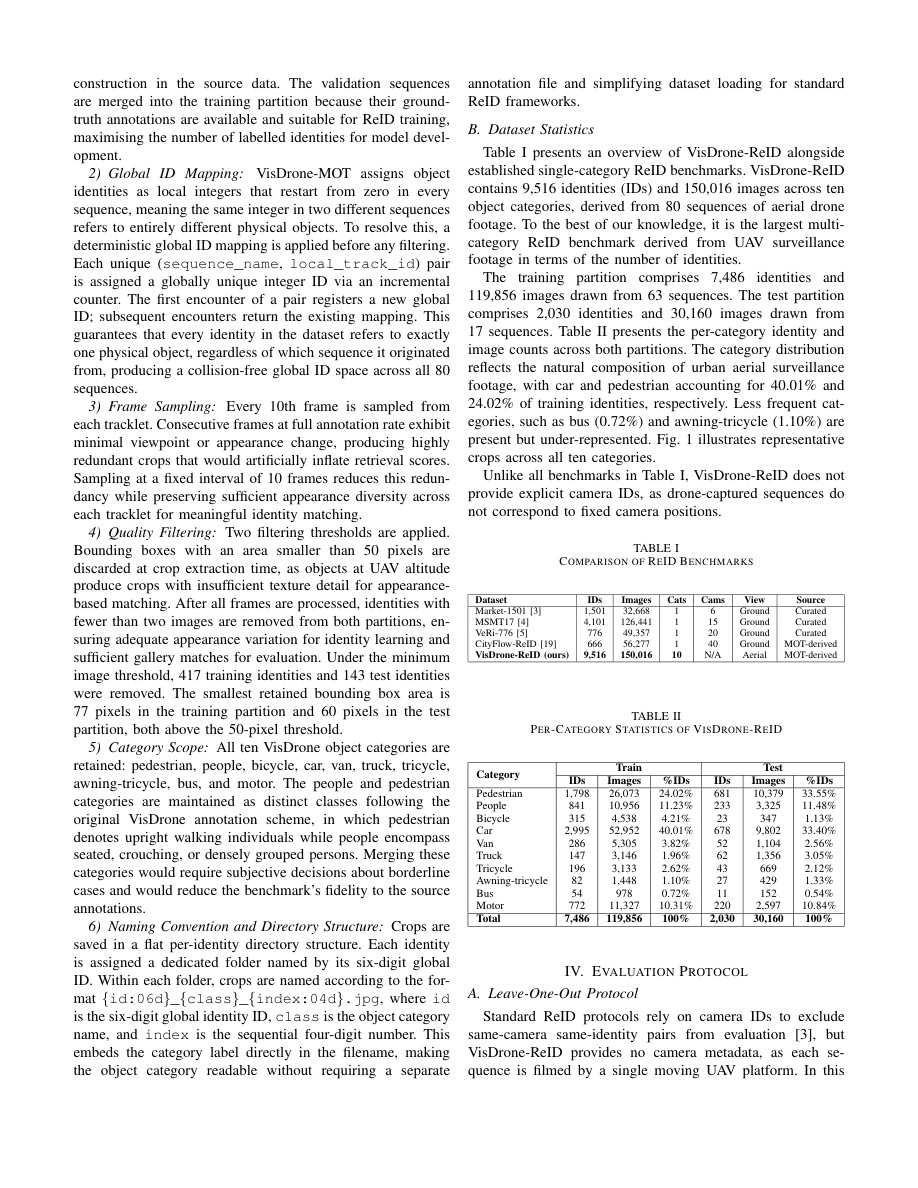 construction in the source data. The validation sequences
are merged into the training partition because their ground-
truth annotations are available and suitable for ReID training,
maximising the number of labelled identities for model devel-
opment.
2) Global ID Mapping: VisDrone-MOT assigns object
identities as local integers that restart from zero in every
sequence, meaning the same integer in two different sequences
refers to entirely different physical objects. To resolve this, a
deterministic global ID mapping is applied before any filtering.
Each unique (sequence_name, local_track_id) pair
is assigned a globally unique integer ID via an incremental
counter. The first encounter of a pair registers a new global
ID; subsequent encounters return the existing mapping. This
guarantees that every identity in the dataset refers to exactly
one physical object, regardless of which sequence it originated
from, producing a collision-free global ID space across all 80
sequences.
3) Frame Sampling: Every 10th frame is sampled from
each tracklet. Consecutive frames at full annotation rate exhibit
minimal viewpoint or appearance change, producing highly
redundant crops that would artificially inflate retrieval scores.
Sampling at a fixed interval of 10 frames reduces this redun-
dancy while preserving sufficient appearance diversity across
each tracklet for meaningful identity matching.
4) Quality Filtering: Two filtering thresholds are applied.
Bounding boxes with an area smaller than 50 pixels are
discarded at crop extraction time, as objects at UAV altitude
produce crops with insufficient texture detail for appearance-
based matching. After all frames are processed, identities with
fewer than two images are removed from both partitions, en-
suring adequate appearance variation for identity learning and
sufficient gallery matches for evaluation. Under the minimum
image threshold, 417 training identities and 143 test identities
were removed. The smallest retained bounding box area is
77 pixels in the training partition and 60 pixels in the test
partition, both above the 50-pixel threshold.
5) Category Scope: All ten VisDrone object categories are
retained: pedestrian, people, bicycle, car, van, truck, tricycle,
awning-tricycle, bus, and motor. The people and pedestrian
categories are maintained as distinct classes following the
original VisDrone annotation scheme, in which pedestrian
denotes upright walking individuals while people encompass
seated, crouching, or densely grouped persons. Merging these
categories would require subjective decisions about borderline
cases and would reduce the benchmark's fidelity to the source
annotations.
6) Naming Convention and Directory Structure: Crops are
saved in a flat per-identity directory structure. Each identity
is assigned a dedicated folder named by its six-digit global
ID. Within each folder, crops are named according to the for-
mat {id:06d}_{class}_{index:04d}.jpg, where id
is the six-digit global identity ID, class is the object category
name, and index is the sequential four-digit number. This
embeds the category label directly in the filename, making
the object category readable without requiring a separate
annotation file and simplifying dataset loading for standard
ReID frameworks.
B. Dataset Statistics
Table I presents an overview of VisDrone-ReID alongside
established single-category ReID benchmarks. VisDrone-ReID
contains 9,516 identities (IDs) and 150,016 images across ten
object categories, derived from 80 sequences of aerial drone
footage. To the best of our knowledge, it is the largest multi-
category ReID benchmark derived from UAV surveillance
footage in terms of the number of identities.
The training partition comprises 7,486 identities and
119,856 images drawn from 63 sequences. The test partition
comprises 2,030 identities and 30,160 images drawn from
17 sequences. Table II presents the per-category identity and
image counts across both partitions. The category distribution
reflects the natural composition of urban aerial surveillance
footage, with car and pedestrian accounting for 40.01% and
24.02% of training identities, respectively. Less frequent cat-
egories, such as bus (0.72%) and awning-tricycle (1.10%) are
present but under-represented. Fig. 1 illustrates representative
crops across all ten categories.
Unlike all benchmarks in Table I, VisDrone-ReID does not
provide explicit camera IDs, as drone-captured sequences do
not correspond to fixed camera positions.
TABLE I
COMPARISON OF REID BENCHMARKS
Dataset IDs Images Cats Cams View Source
Market-1501 [3] 1,501 32,668 1 6 Ground Curated
MSMT17 [4] 4,101 126,441 1 15 Ground Curated
VeRi-776 [5] 776 49,357 1 20 Ground Curated
CityFlow-ReID [19] 666 56,277 1 40 Ground MOT-derived
VisDrone-ReID (ours) 9,516 150,016 10 N/A Aerial MOT-derived
TABLE II
PER-CATEGORY STATISTICS OF VISDRONE-REID
Category Train Test
IDs Images %IDs IDs Images %IDs
Pedestrian 1,798 26,073 24.02% 681 10,379 33.55%
People 841 10,956 11.23% 233 3,325 11.48%
Bicycle 315 4,538 4.21% 23 347 1.13%
Car 2,995 52,952 40.01% 678 9,802 33.40%
Van 286 5,305 3.82% 52 1,104 2.56%
Truck 147 3,146 1.96% 62 1,356 3.05%
Tricycle 196 3,133 2.62% 43 669 2.12%
Awning-tricycle 82 1,448 1.10% 27 429 1.33%
Bus 54 978 0.72% 11 152 0.54%
Motor 772 11,327 10.31% 220 2,597 10.84%
Total 7,486 119,856 100% 2,030 30,160 100%
IV. EVALUATION PROTOCOL
A. Leave-One-Out Protocol
Standard ReID protocols rely on camera IDs to exclude
same-camera same-identity pairs from evaluation [3], but
VisDrone-ReID provides no camera metadata, as each se-
quence is filmed by a single moving UAV platform. In this